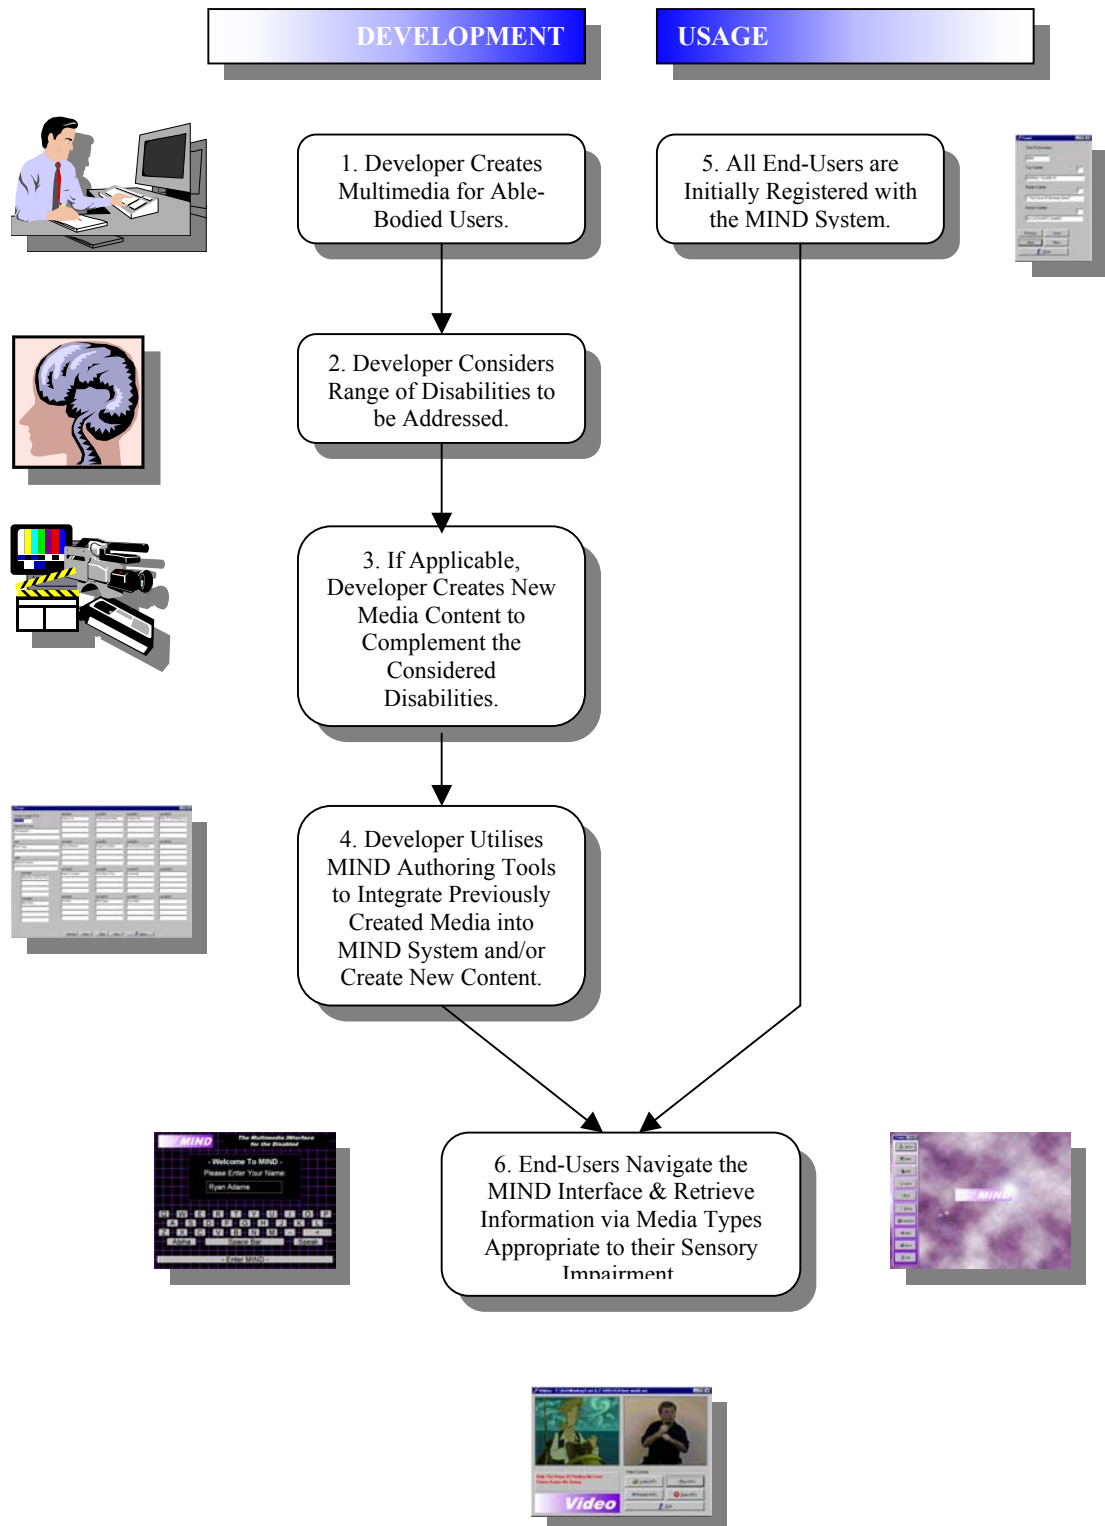 DEVELOPMENT
USAGE
1. Developer Creates
Multimedia for Able-
Bodied Users.
5. All End-Users are
Initially Registered with
the MIND System.
2. Developer Considers
Range of Disabilities to
be Addressed.
3. If Applicable,
Developer Creates New
Media Content to
Complement the
Considered
Disabilities.
4. Developer Utilises
MIND Authoring Tools
to Integrate Previously
Created Media into
MIND System and/or
Create New Content.
MIND
The Multimedia INterface
for the Disabled
- Welcome To MIND -
Please Enter Your Name:
Ryan Adams
Q W E R T Y U I O P
A S D F G H J K L
Z X C V B N M - <
Alpha Space Bar Speak
- Enter MIND -
6. End-Users Navigate the
MIND Interface & Retrieve
Information via Media Types
Appropriate to their Sensory
Impairment
MIND
Video